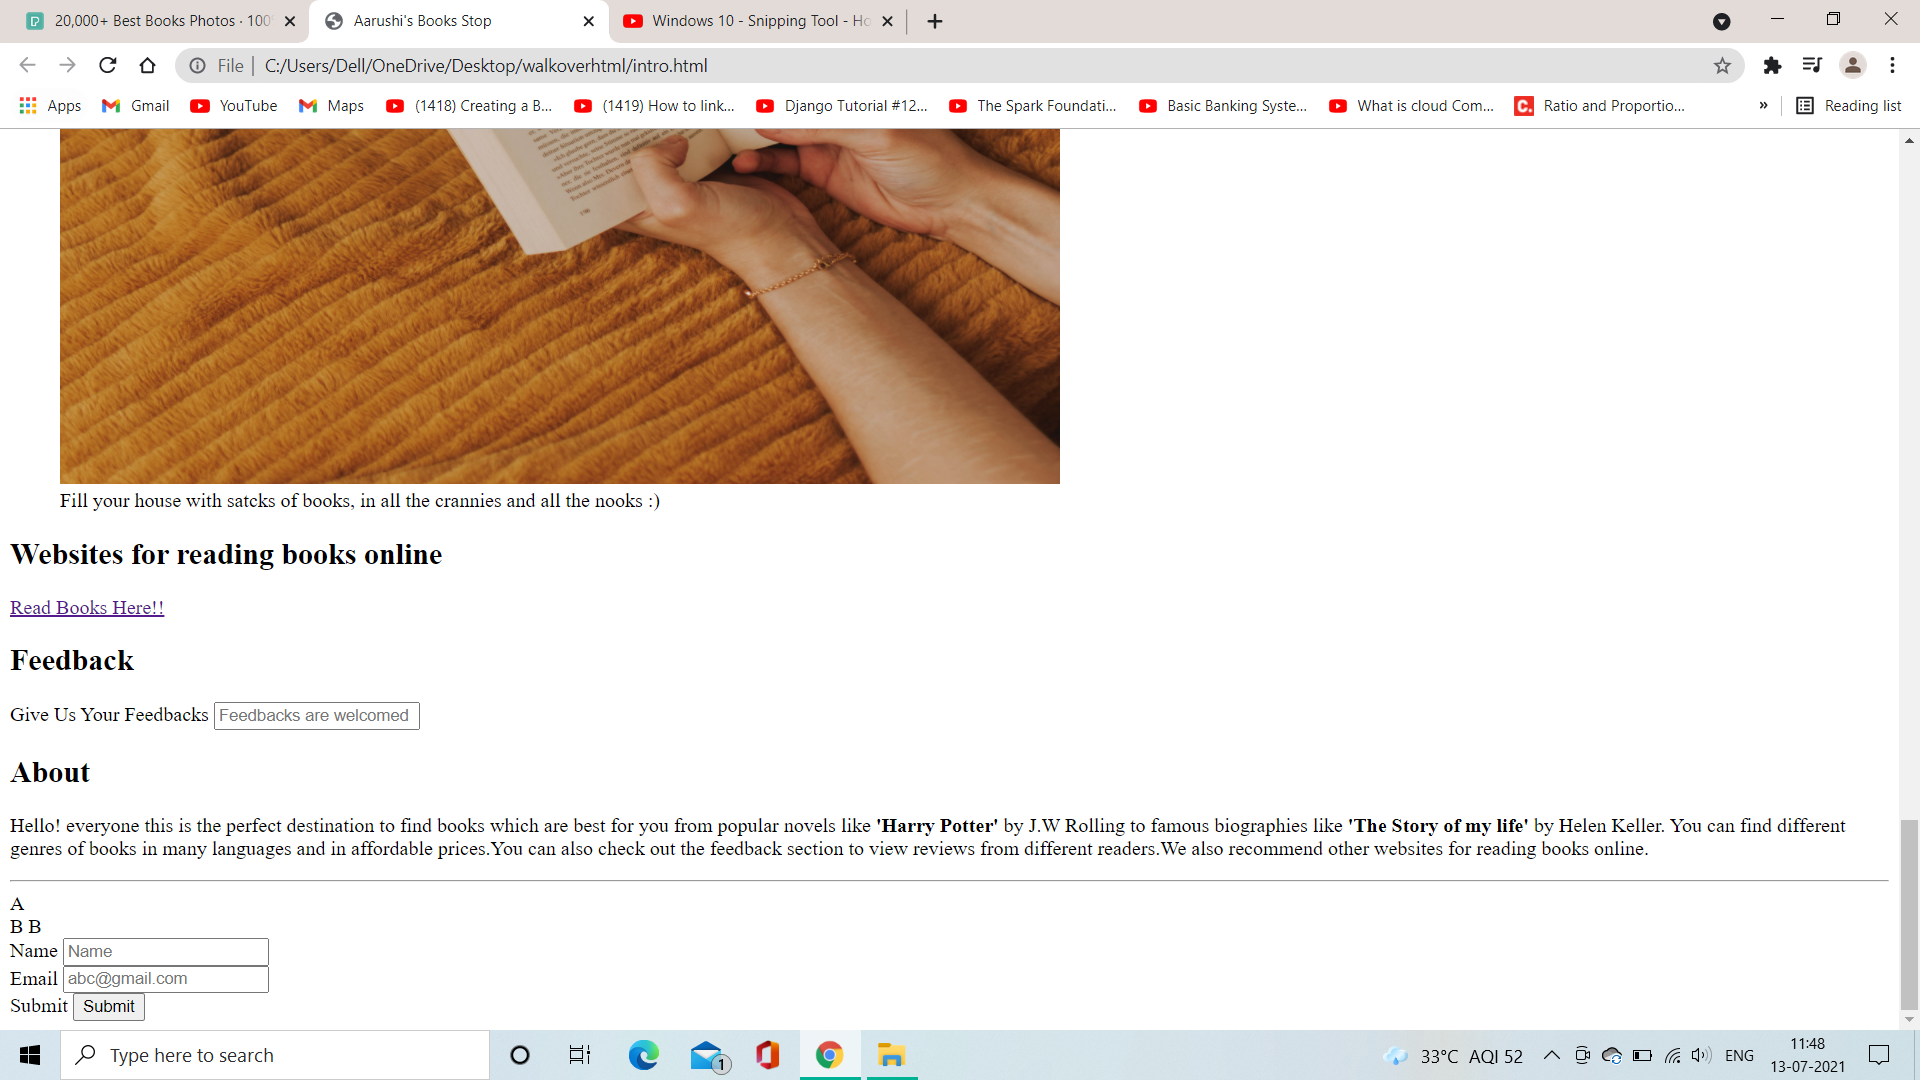 20,000+ Best Books Photos · 100
Aarushi's Books Stop
Windows 10 - Snipping Tool - Ho
File | C:/Users/Dell/OneDrive/Desktop/walkoverhtml/intro.html
Apps Gmail YouTube Maps (1418) Creating a B... (1419) How to link... Django Tutorial #12... The Spark Foundati... Basic Banking Syste... What is cloud Com... C. Ratio and Proportio... » Reading list
Fill your house with satcks of books, in all the crannies and all the nooks :)
Websites for reading books online
Read Books Here!!
Feedback
Give Us Your Feedbacks Feedbacks are welcomed
About
Hello! everyone this is the perfect destination to find books which are best for you from popular novels like 'Harry Potter' by J.W Rolling to famous biographies like 'The Story of my life' by Helen Keller. You can find different
genres of books in many languages and in affordable prices.You can also check out the feedback section to view reviews from different readers.We also recommend other websites for reading books online.
A
B B
Name Name
Email abc@gmail.com
Submit Submit
Type here to search
1
33°C AQI 52
ENG
11:48
13-07-2021